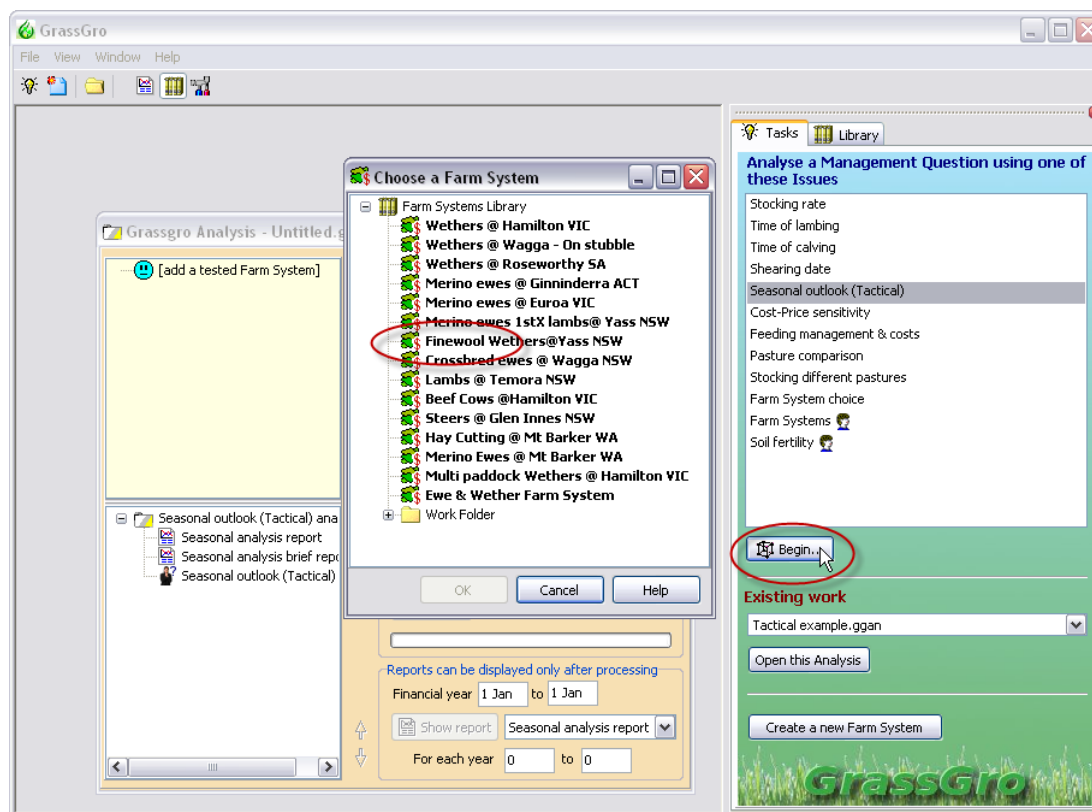 GrassGro
File View Window Help
Tasks
Library
Analyse a Management Question using one of
these Issues
Stocking rate
Time of lambing
Time of calving
Shearing date
Seasonal outlook (Tactical)
Cost-Price sensitivity
Feeding management & costs
Pasture comparison
Stocking different pastures
Farm System choice
Farm Systems
Soil fertility
Begin...
Existing work
Tactical example.ggan
Open this Analysis
Create a new Farm System
GrassGro
Grassgro Analysis - Untitled.g
[add a tested Farm System]
Seasonal outlook (Tactical) ana
Seasonal analysis report
Seasonal analysis brief repo
Seasonal outlook (Tactical)
Choose a Farm System
Farm Systems Library
Wethers @ Hamilton VIC
Wethers @ Wagga - On stubble
Wethers @ Roseworthy SA
Merino ewes @ Ginninderra ACT
Merino ewes @ Euroa VIC
Merino ewes 1stX lambs@ Yass NSW
Finewool Wethers@Yass NSW
Crossbred ewes @ Wagga NSW
Lambs @ Temora NSW
Beef Cows @Hamilton VIC
Steers @ Glen Innes NSW
Hay Cutting @ Mt Barker WA
Merino Ewes @ Mt Barker WA
Multi paddock Wethers @ Hamilton VIC
Ewe & Wether Farm System
Work Folder
OK Cancel Help
Reports can be displayed only after processing
Financial year 1 Jan to 1 Jan
Show report Seasonal analysis report
For each year 0 to 0